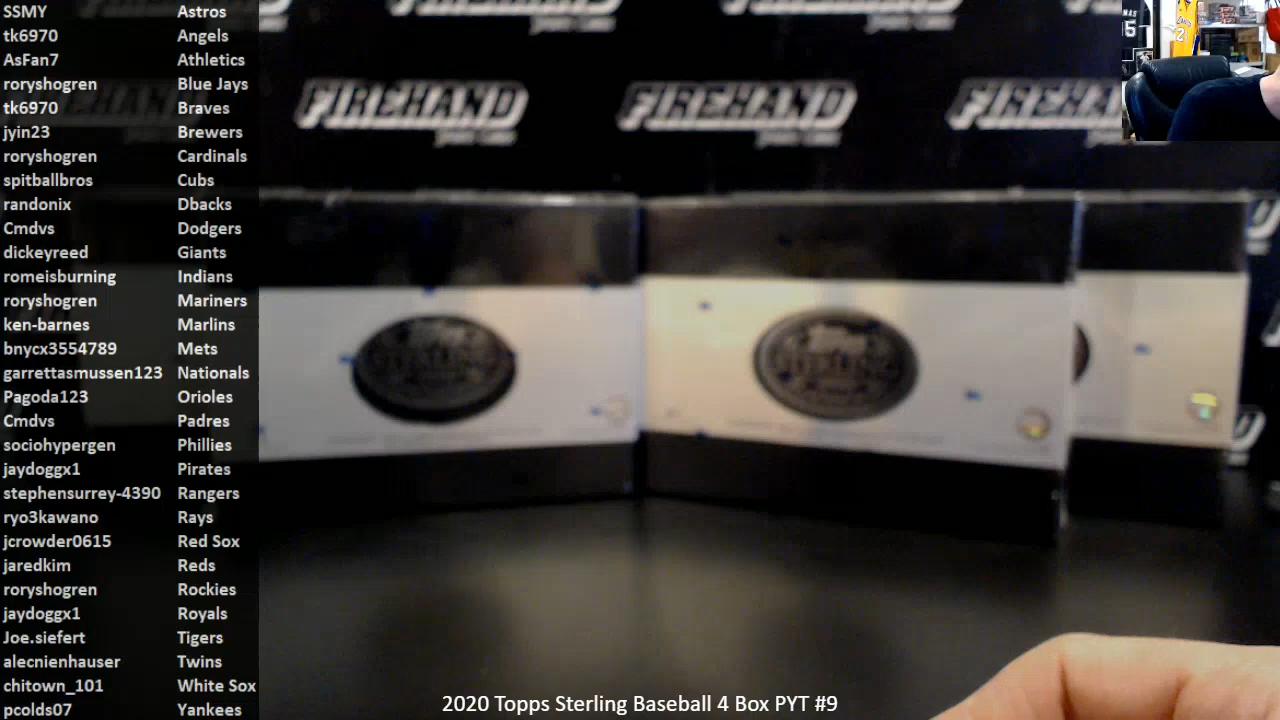 SSMY Astros
tk6970 Angels
AsFan7 Athletics
roryshogren Blue Jays
tk6970 Braves
jyin23 Brewers
roryshogren Cardinals
spitballbros Cubs
randonix Dbacks
Cmdvs Dodgers
dickeyreed Giants
romeisburning Indians
roryshogren Mariners
ken-barnes Marlins
bnycx3554789 Mets
garrettasmussen123 Nationals
Pagoda123 Orioles
Cmdvs Padres
sociohypergen Phillies
jaydoggx1 Pirates
stephensurrey-4390 Rangers
ryo3kawano Rays
jcrowder0615 Red Sox
jaredkim Reds
roryshogren Rockies
jaydoggx1 Royals
Joe.siefert Tigers
alecnienhauser Twins
chitown_101 White Sox
pcolds07 Yankees
FIREHAND FIREHAND FIREHA
2020 Topps Sterling Baseball 4 Box PYT #9